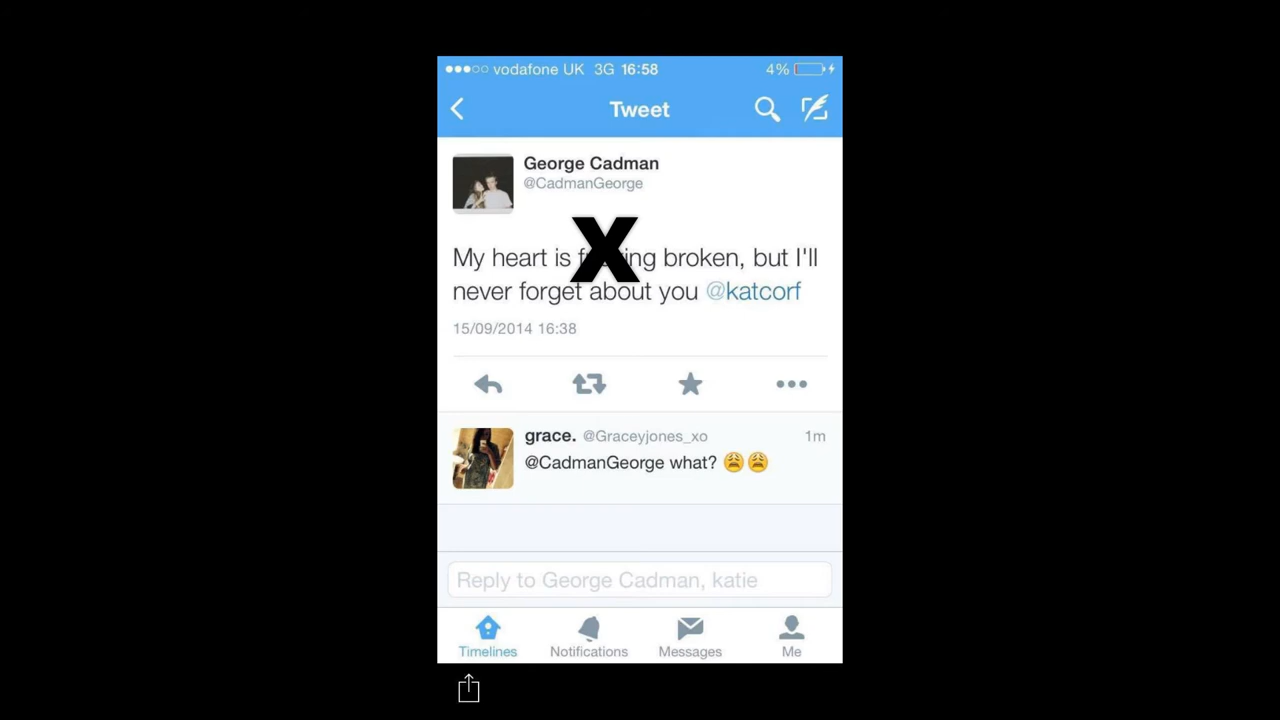 vodafone UK 3G 16:58 4%
Tweet
George Cadman
@CadmanGeorge
X
My heart is broken, but I'll
never forget about you @katcorf
15/09/2014 16:38
grace. @Graceyjones_xo 1m
@CadmanGeorge what? 😩😩
Reply to George Cadman, katie
Timelines Notifications Messages Me